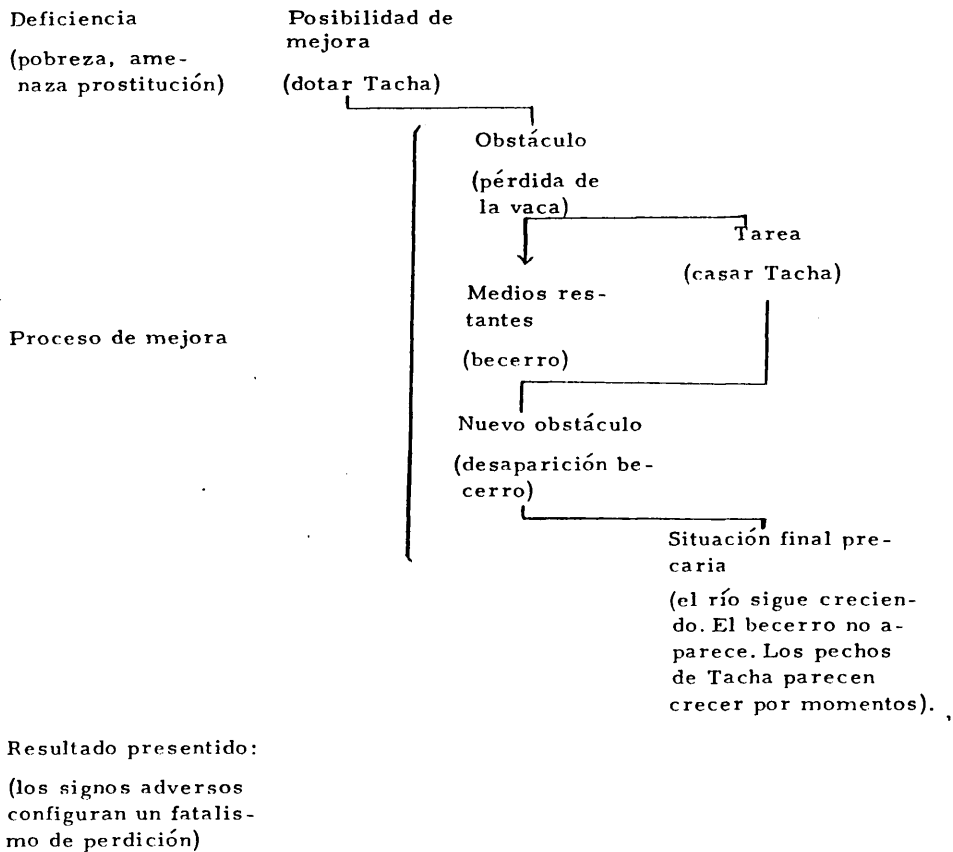 Deficiencia
(pobreza, ame-
naza prostitución)
Posibilidad de
mejora
(dotar Tacha)
Obstáculo
(pérdida de
la vaca)
Tarea
(casar Tacha)
Medios res-
tantes
(becerro)
Proceso de mejora
Nuevo obstáculo
(desaparición be-
cerro)
Situación final pre-
caria
(el río sigue crecien-
do. El becerro no a-
parece. Los pechos
de Tacha parecen
crecer por momentos).
Resultado presentido:
(los signos adversos
configuran un fatalis-
mo de perdición)